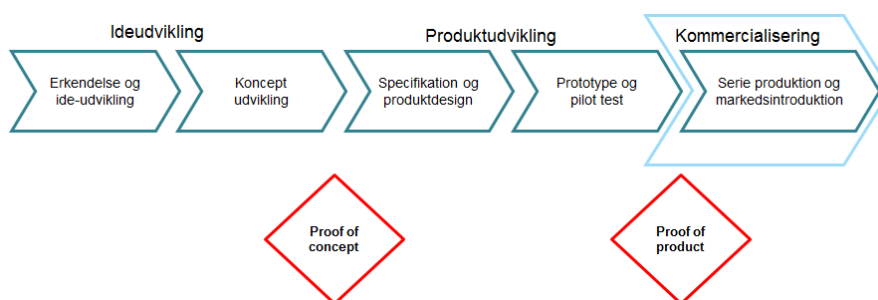 Ideudvikling
Produktudvikling
Kommercialisering
Erkendelse og
ide-udvikling
Koncept
udvikling
Specifikation og
produktdesign
Prototype og
pilot test
Serie produktion og
markedsintroduktion
Proof of
concept
Proof of
product